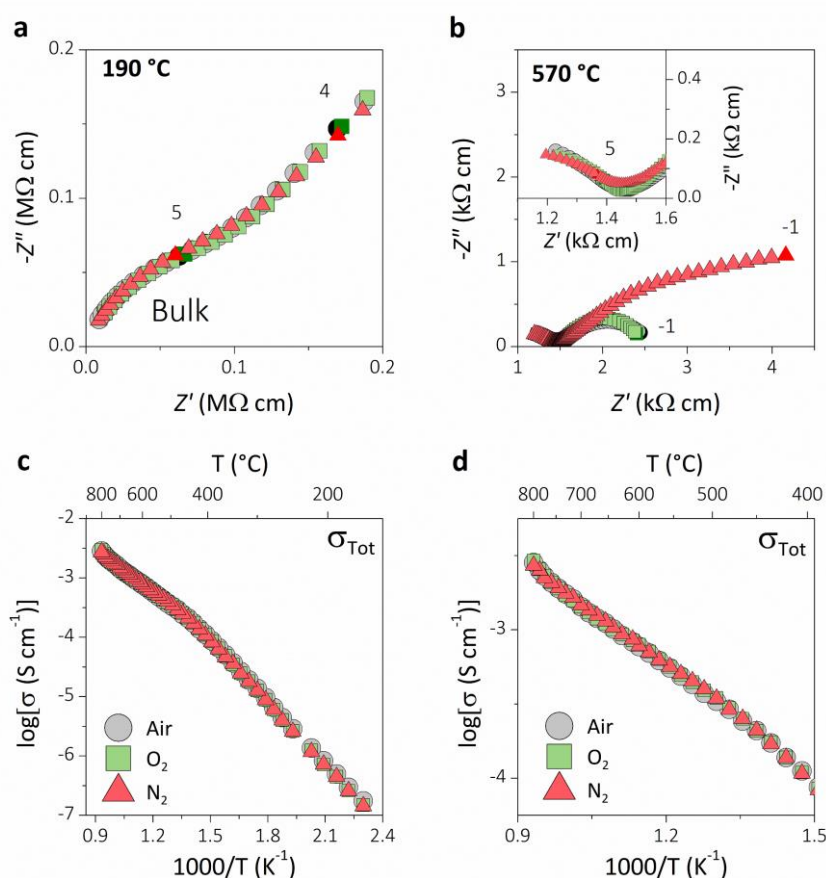 a
190 °C
0.2
0.1
0.0
-Z'' (MΩ cm)
4
5
Bulk
0.0
0.1
0.2
Z' (MΩ cm)
b
570 °C
3
2
1
0
-Z'' (kΩ cm)
5
0.4
0.2
0.0
-Z'' (kΩ cm)
1.2
1.4
1.6
Z' (kΩ cm)
-1
-1
1
2
3
4
5
Z' (kΩ cm)
c
T (°C)
800 600 400 200
σTot
-2
-3
-4
-5
-6
-7
log[σ (S cm⁻¹)]
Air
O₂
N₂
0.9 1.2 1.5 1.8 2.1 2.4
1000/T (K⁻¹)
d
T (°C)
800 700 600 500 400
σTot
-3
-4
log[σ (S cm⁻¹)]
Air
O₂
N₂
0.9 1.2 1.5
1000/T (K⁻¹)